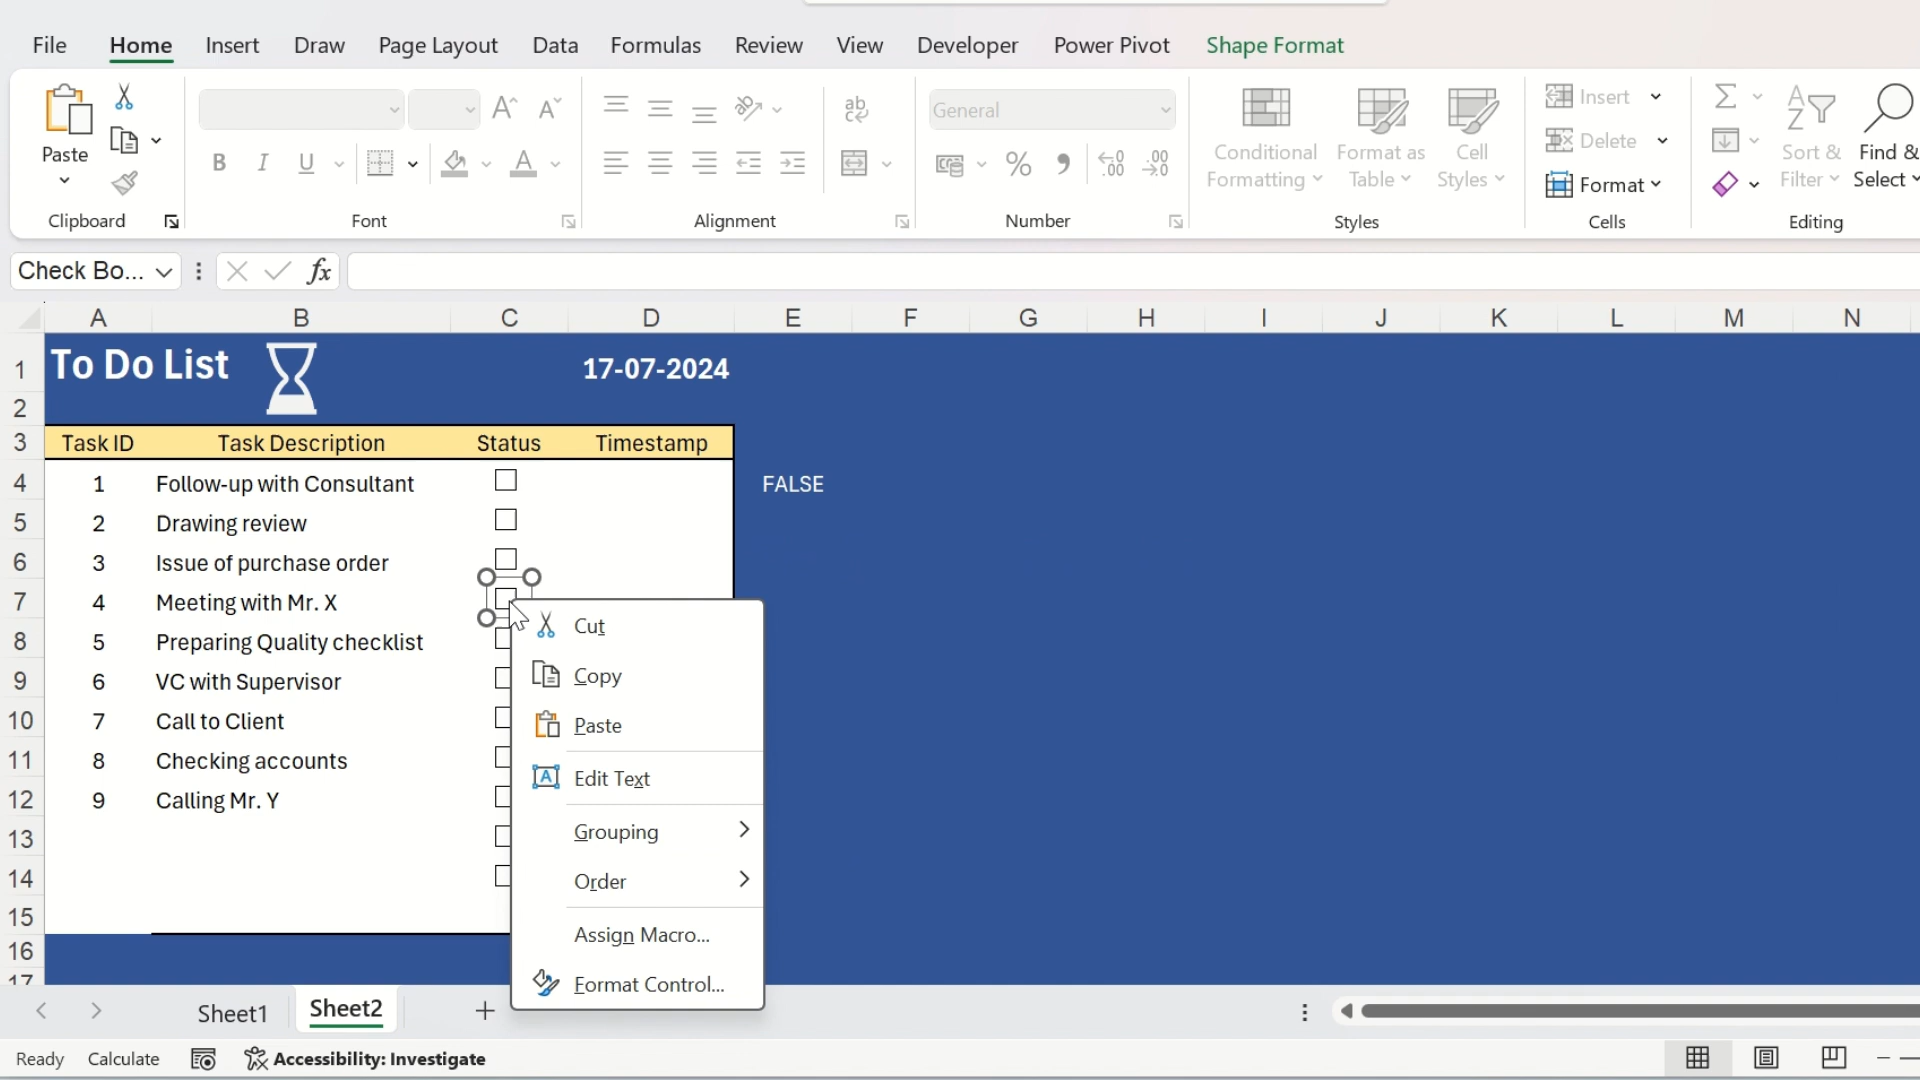 File Home Insert Draw Page Layout Data Formulas Review View Developer Power Pivot Shape Format
Paste
Clipboard
B I U A
Font
ab
Alignment
General
% 9 .00
Number
Conditional Formatting
Format as Table
Cell Styles
Styles
Insert
Delete
Format
Cells
Sort & Filter
Find & Select
Editing
Check Bo... fx
A B C D E F G H I J K L M N
1 To Do List 17-07-2024
2
3 Task ID Task Description Status Timestamp
4 1 Follow-up with Consultant FALSE
5 2 Drawing review
6 3 Issue of purchase order
7 4 Meeting with Mr. X
8 5 Preparing Quality checklist
9 6 VC with Supervisor
10 7 Call to Client
11 8 Checking accounts
12 9 Calling Mr. Y
13
14
15
16
17
Cut
Copy
Paste
Edit Text
Grouping
Order
Assign Macro...
Format Control...
Sheet1 Sheet2
Ready Calculate Accessibility: Investigate